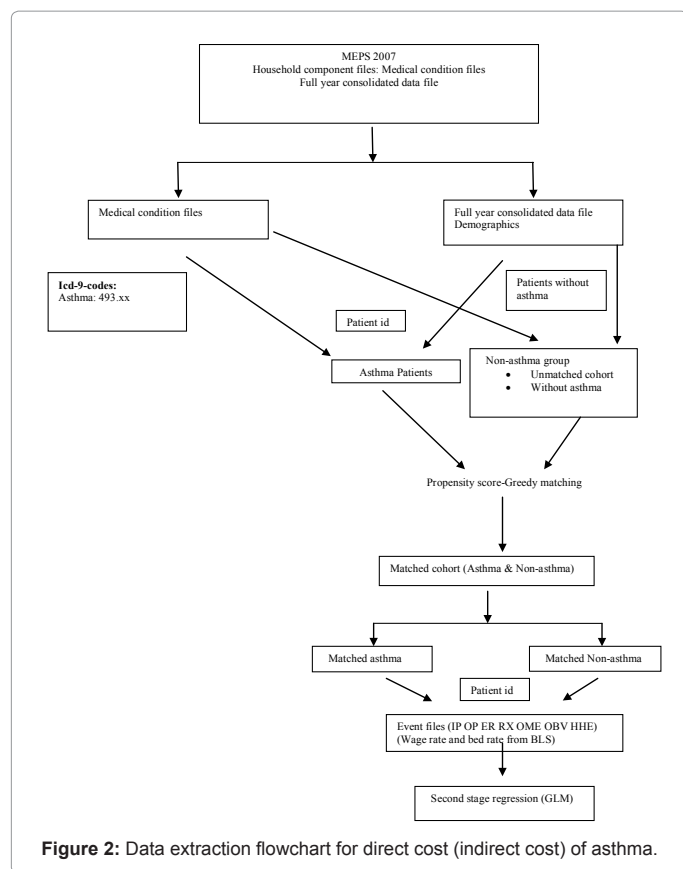 MEPS 2007
Household component files: Medical condition files
Full year consolidated data file
Medical condition files
Full year consolidated data file
Demographics
Icd-9-codes:
Asthma: 493.xx
Patients without
asthma
Patient id
Asthma Patients
Non-asthma group
• Unmatched cohort
• Without asthma
Propensity score-Greedy matching
Matched cohort (Asthma & Non-asthma)
Matched asthma
Matched Non-asthma
Patient id
Event files (IP OP ER RX OME OBV HHE)
(Wage rate and bed rate from BLS)
Second stage regression (GLM)
Figure 2: Data extraction flowchart for direct cost (indirect cost) of asthma.